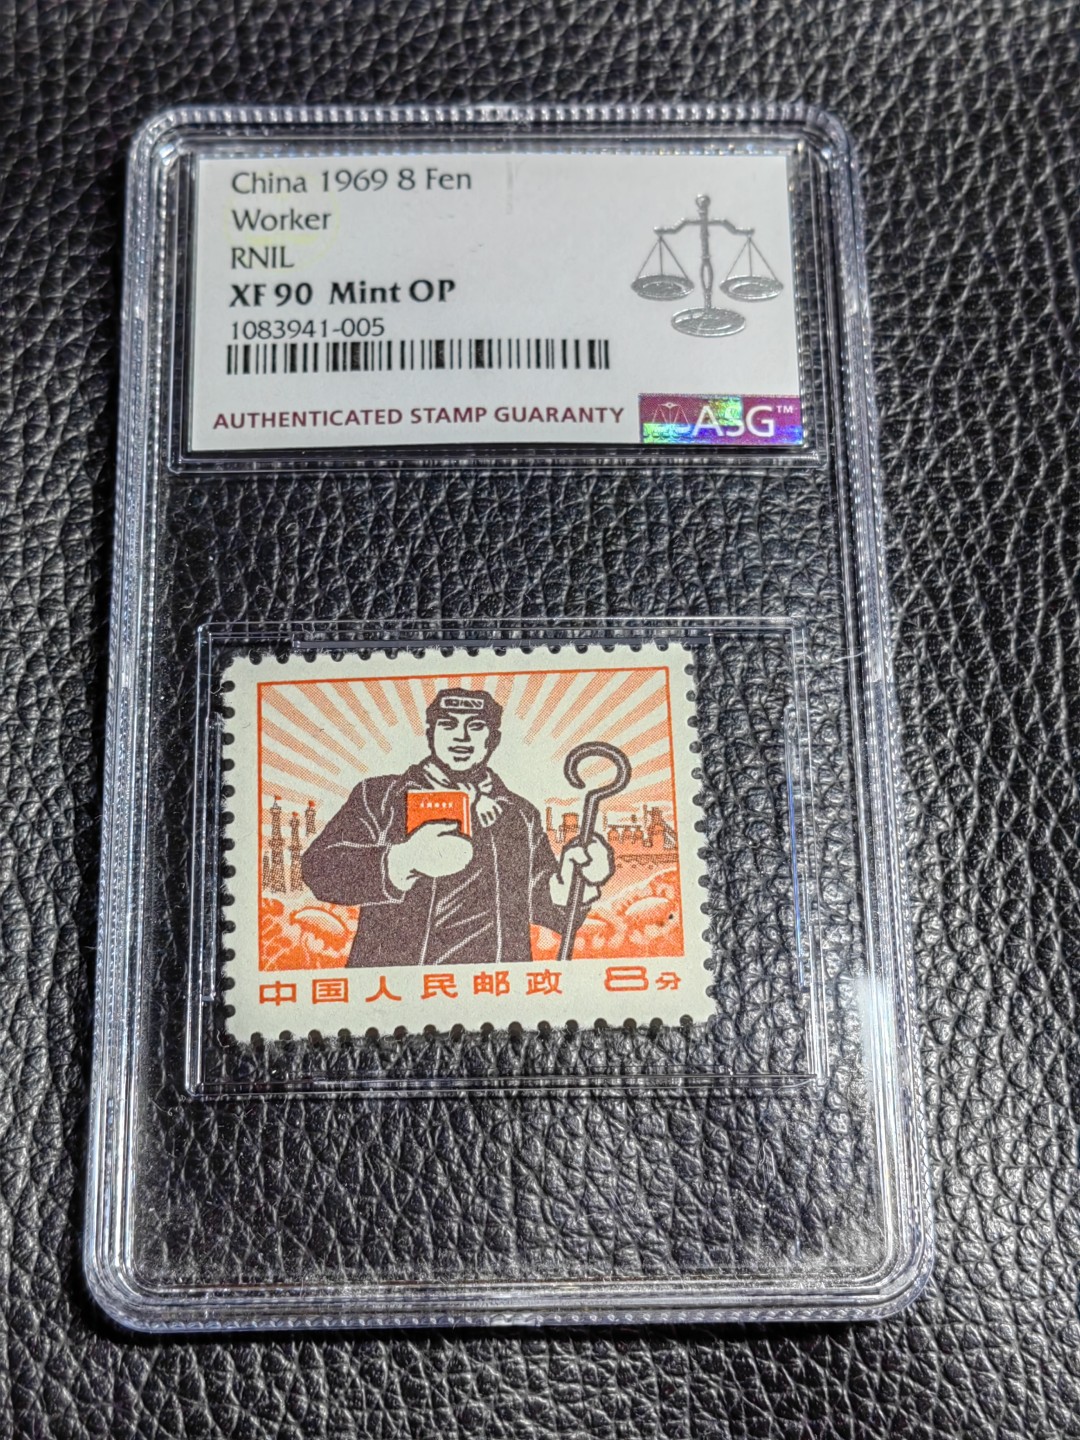 China 1969 8 Fen
Worker
RNIL
XF 90 Mint OP
1083941-005
AUTHENTICATED STAMP GUARANTY
ASG™
中国人民邮政 8分